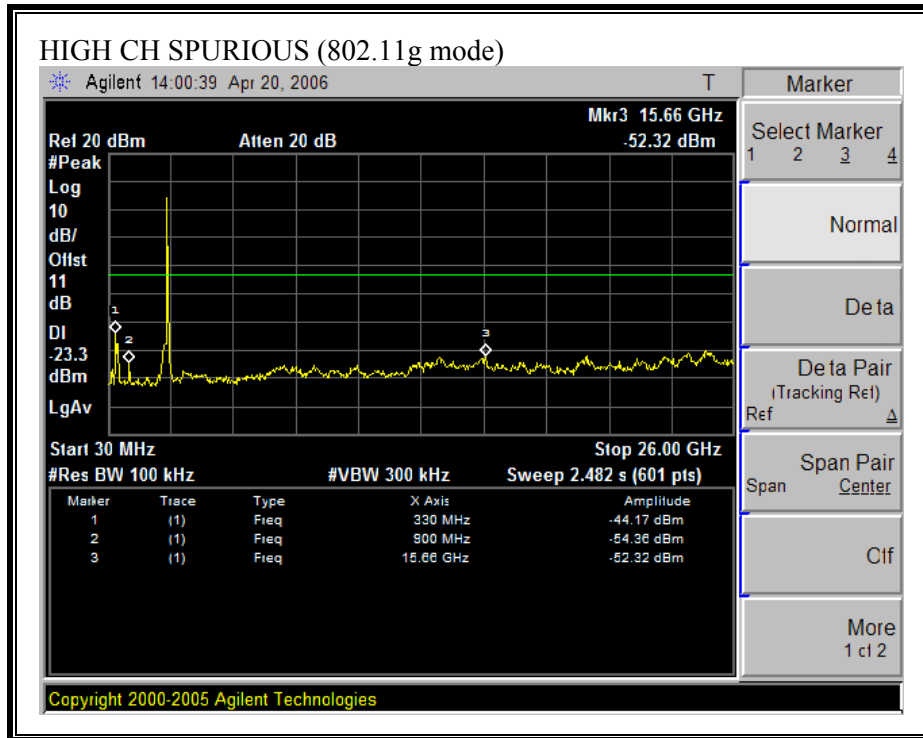 HIGH CH SPURIOUS (802.11g mode)
Agilent 14:00:39 Apr 20, 2006 T
Mkr3 15.66 GHz
Ref 20 dBm Atten 20 dB -52.32 dBm
#Peak
Log
10
dB/
Offst
11
dB
DI
-23.3
dBm
LgAv
1
2
3
Start 30 MHz Stop 26.00 GHz
#Res BW 100 kHz #VBW 300 kHz Sweep 2.482 s (601 pts)
Marker Trace Type X Axis Amplitude
1 (1) Freq 330 MHz -44.17 dBm
2 (1) Freq 900 MHz -54.36 dBm
3 (1) Freq 15.66 GHz -52.32 dBm
Copyright 2000-2005 Agilent Technologies
Marker
Select Marker
1 2 3 4
Normal
Delta
Delta Pair
(Tracking Ref)
Ref Δ
Span Pair
Span Center
Off
More
1 of 2